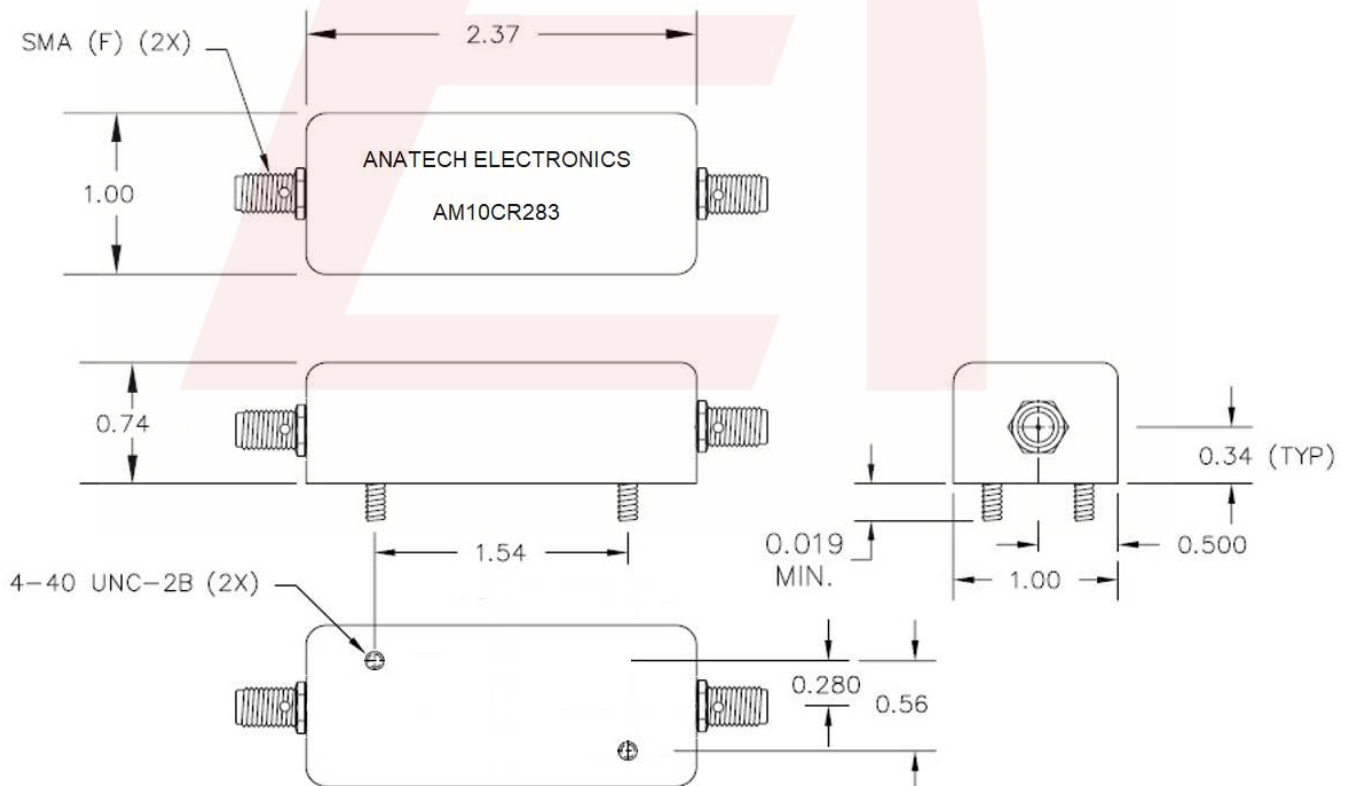 SMA (F) (2X)
2.37
1.00
ANATECH ELECTRONICS
AM10CR283
0.74
0.34 (TYP)
0.019
MIN.
0.500
1.00
1.54
4-40 UNC-2B (2X)
0.280
0.56